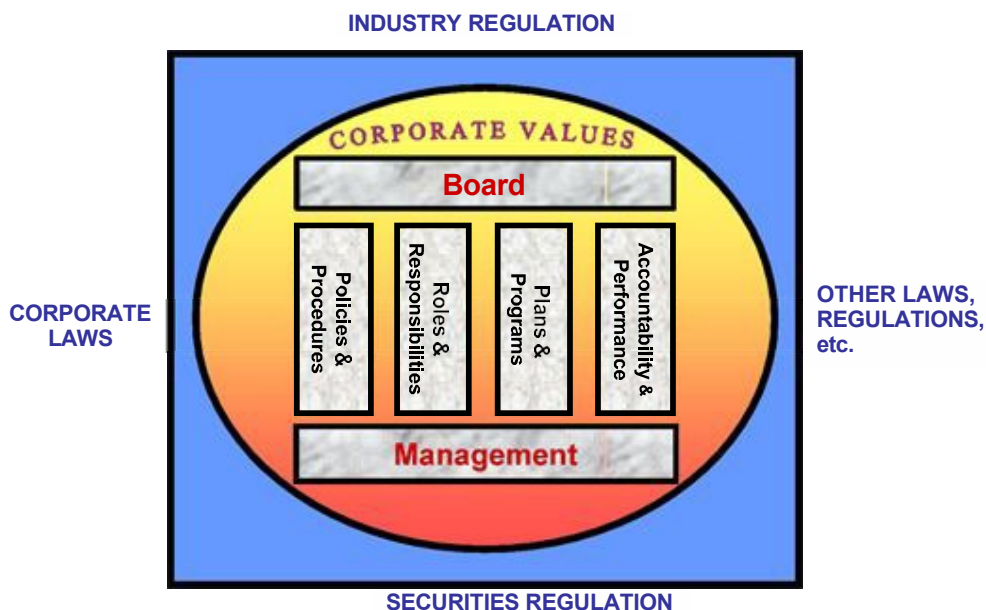 INDUSTRY REGULATION
CORPORATE VALUES
Board
Policies &
Procedures
Roles &
Responsibilities
Plans &
Programs
Accountability &
Performance
Management
CORPORATE
LAWS
OTHER LAWS,
REGULATIONS,
etc.
SECURITIES REGULATION